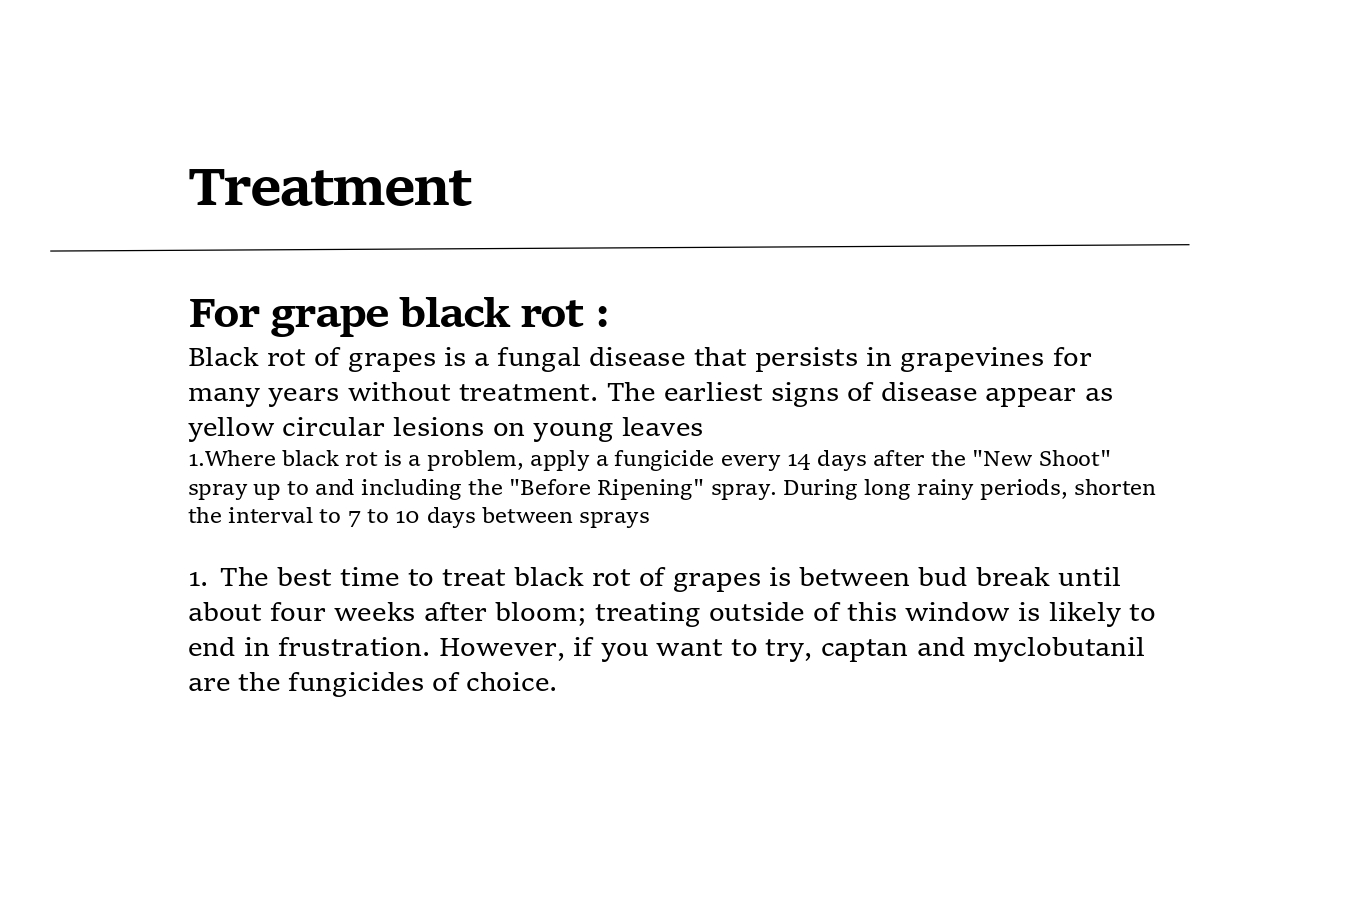 Treatment
For grape black rot :
Black rot of grapes is a fungal disease that persists in grapevines for
many years without treatment. The earliest signs of disease appear as
yellow circular lesions on young leaves
1.Where black rot is a problem, apply a fungicide every 14 days after the "New Shoot"
spray up to and including the "Before Ripening" spray. During long rainy periods, shorten
the interval to 7 to 10 days between sprays
1. The best time to treat black rot of grapes is between bud break until
about four weeks after bloom; treating outside of this window is likely to
end in frustration. However, if you want to try, captan and myclobutanil
are the fungicides of choice.